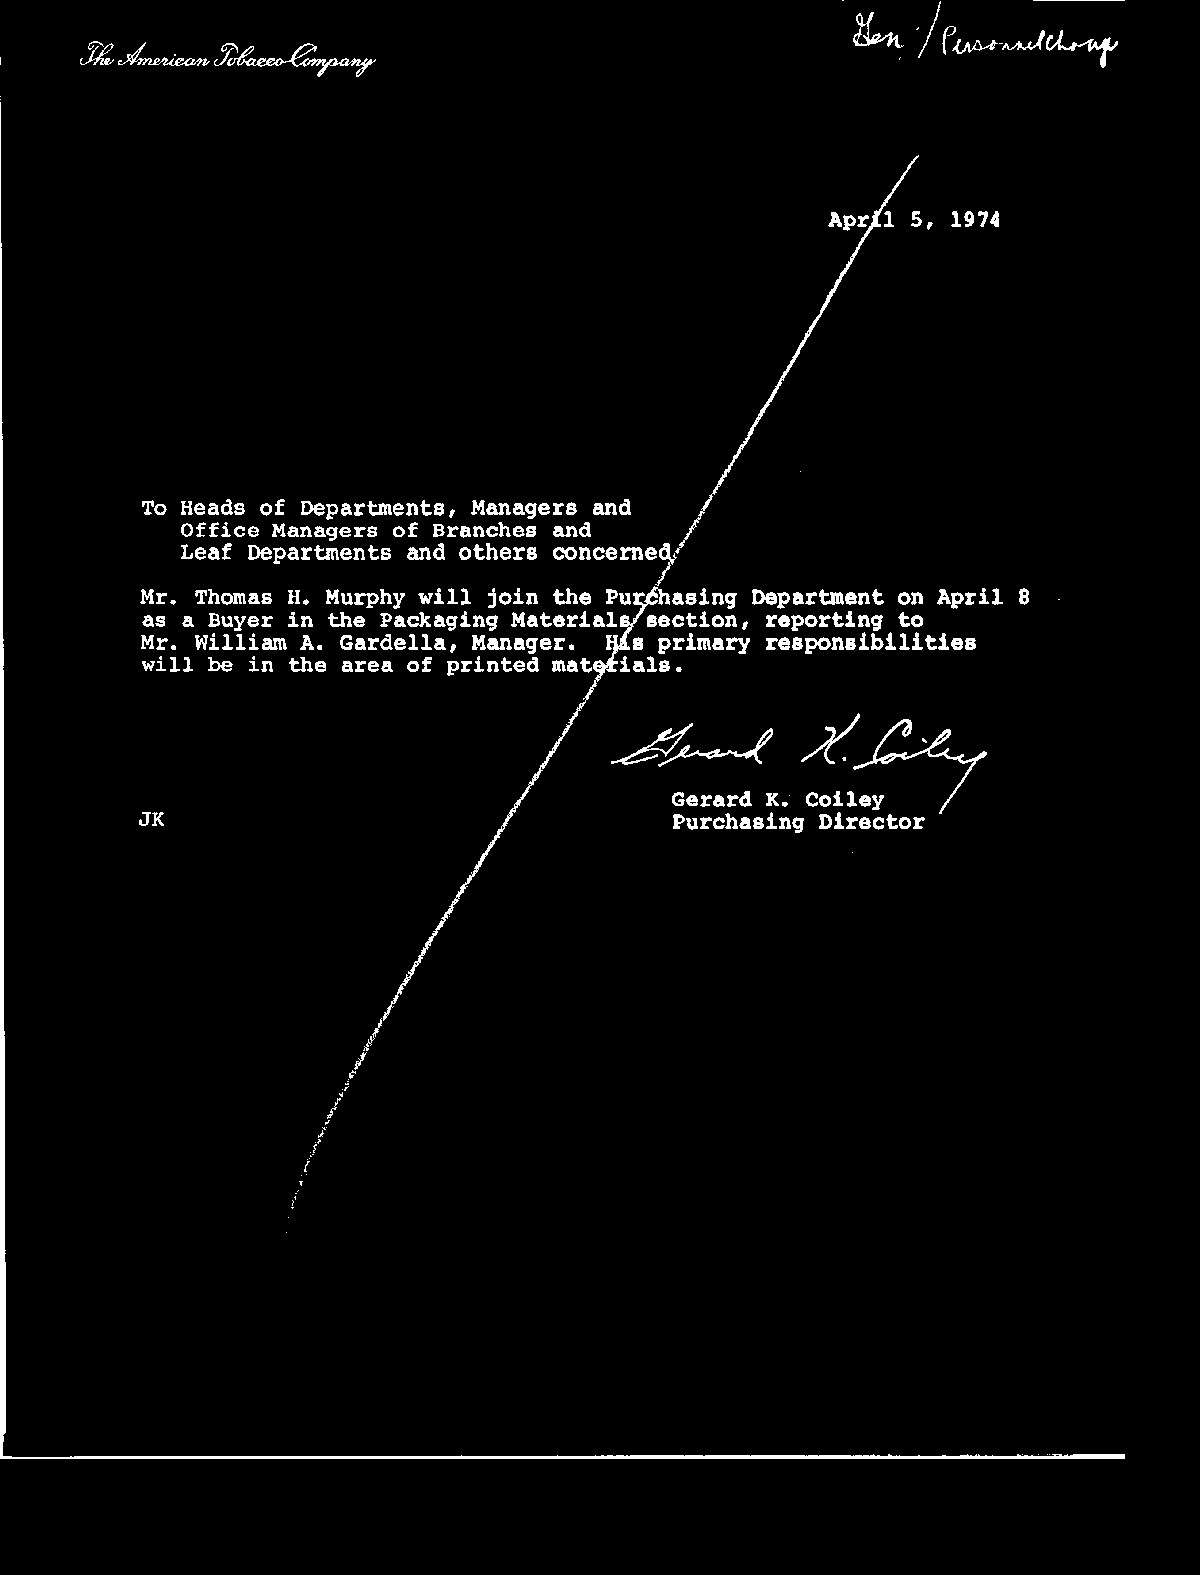 The American Tobacco Company
Gen / Personnel Chang
April 5, 1974
To Heads of Departments, Managers and
Office Managers of Branches and
Leaf Departments and others concerned
Mr. Thomas H. Murphy will join the Purchasing Department on April 8
as a Buyer in the Packaging Materials section, reporting to
Mr. William A. Gardella, Manager. His primary responsibilities
will be in the area of printed materials.
Gerard K. Coiley
Gerard K. Coiley
JK Purchasing Director